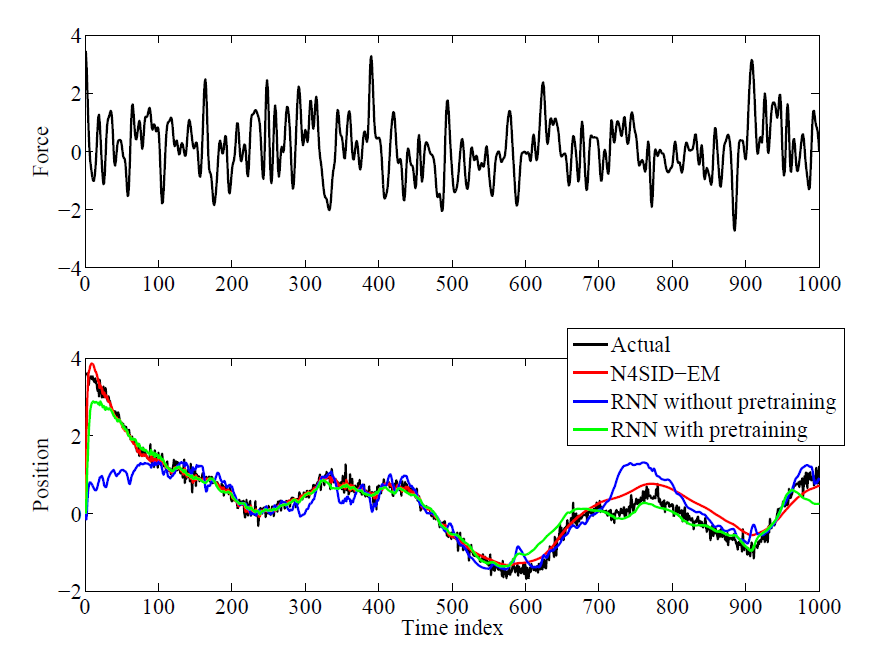 4
2
0
−2
−4
Force
0 100 200 300 400 500 600 700 800 900 1000
Actual
N4SID−EM
RNN without pretraining
RNN with pretraining
4
2
0
−2
Position
0 100 200 300 400 500 600 700 800 900 1000
Time index